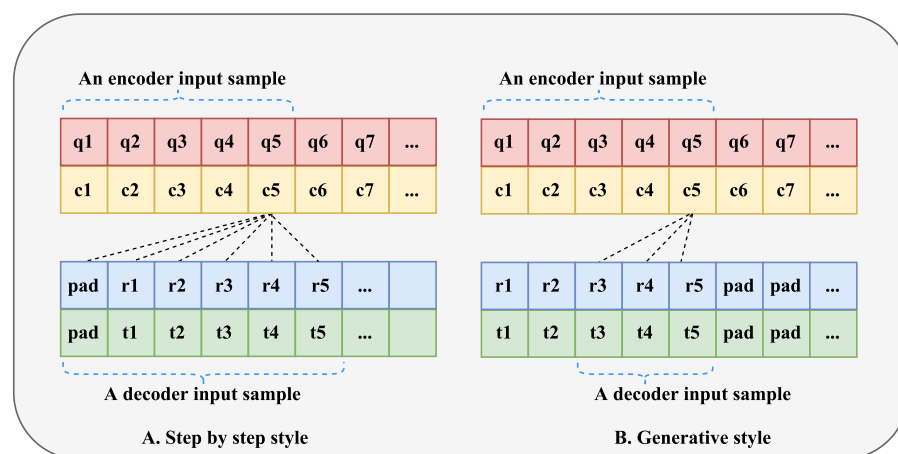 An encoder input sample
q1 q2 q3 q4 q5 q6 q7 ...
c1 c2 c3 c4 c5 c6 c7 ...
pad r1 r2 r3 r4 r5 ...
pad t1 t2 t3 t4 t5 ...
A decoder input sample
A. Step by step style
An encoder input sample
q1 q2 q3 q4 q5 q6 q7 ...
c1 c2 c3 c4 c5 c6 c7 ...
r1 r2 r3 r4 r5 pad pad ...
t1 t2 t3 t4 t5 pad pad ...
A decoder input sample
B. Generative style